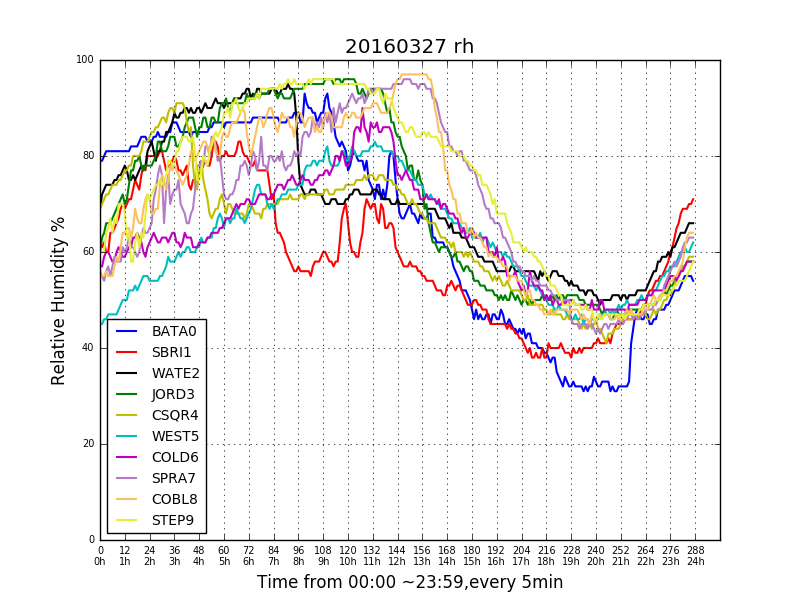 20160327 rh
100
80
60
40
20
0
Relative Humidity %
BATA0
SBRI1
WATE2
JORD3
CSQR4
WEST5
COLD6
SPRA7
COBL8
STEP9
0 12 24 36 48 60 72 84 96 108 120 132 144 156 168 180 192 204 216 228 240 252 264 276 288
0h 1h 2h 3h 4h 5h 6h 7h 8h 9h 10h 11h 12h 13h 14h 15h 16h 17h 18h 19h 20h 21h 22h 23h 24h
Time from 00:00 ~23:59,every 5min